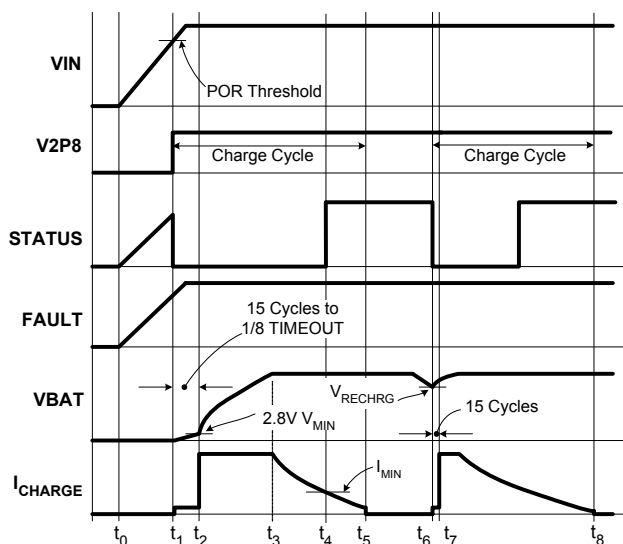 VIN
POR Threshold
V2P8
Charge Cycle
Charge Cycle
STATUS
FAULT
15 Cycles to
1/8 TIMEOUT
VBAT
VRECHRG
2.8V VMIN
15 Cycles
ICHARGE
IMIN
t0 t1 t2 t3 t4 t5 t6 t7 t8